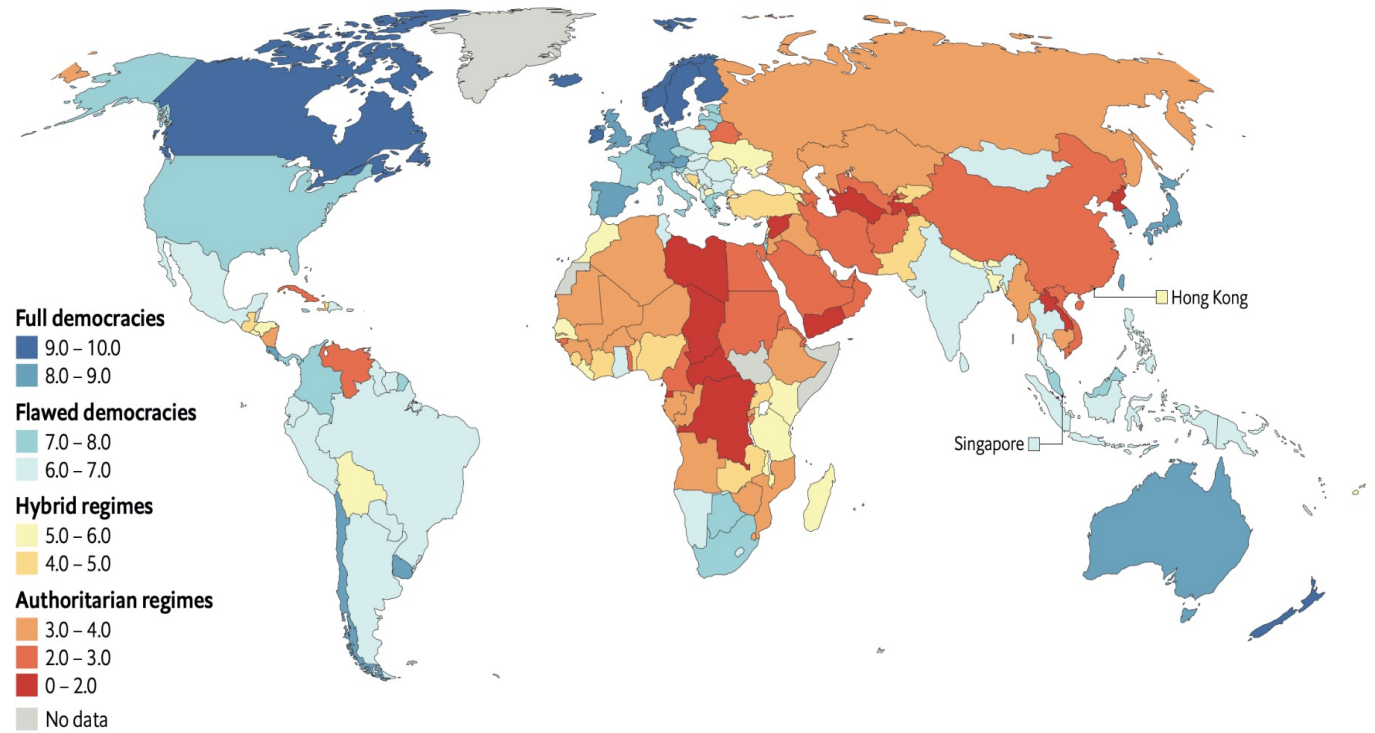 Full democracies
9.0 – 10.0
8.0 – 9.0
Flawed democracies
7.0 – 8.0
6.0 – 7.0
Hybrid regimes
5.0 – 6.0
4.0 – 5.0
Authoritarian regimes
3.0 – 4.0
2.0 – 3.0
0 – 2.0
No data
Hong Kong
Singapore